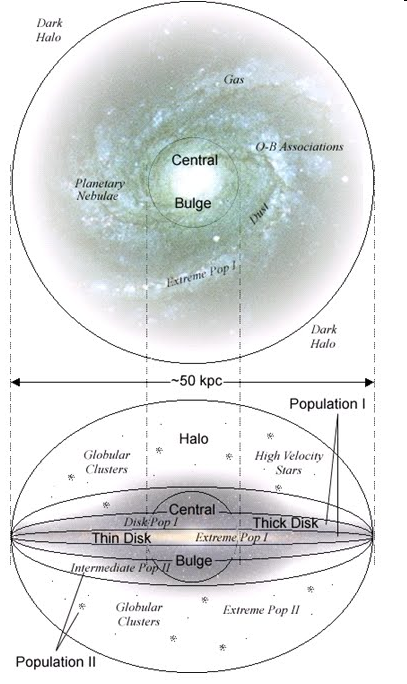 Dark
Halo
Gas
O-B Associations
Central
Planetary
Nebulae
Bulge
Dust
Extreme Pop I
Dark
Halo
~50 kpc
Population I
Halo
Globular
Clusters
High Velocity
Stars
Central
Disk Pop I
Thick Disk
Thin Disk
Extreme Pop I
Bulge
Intermediate Pop II
Globular
Clusters
Extreme Pop II
Population II